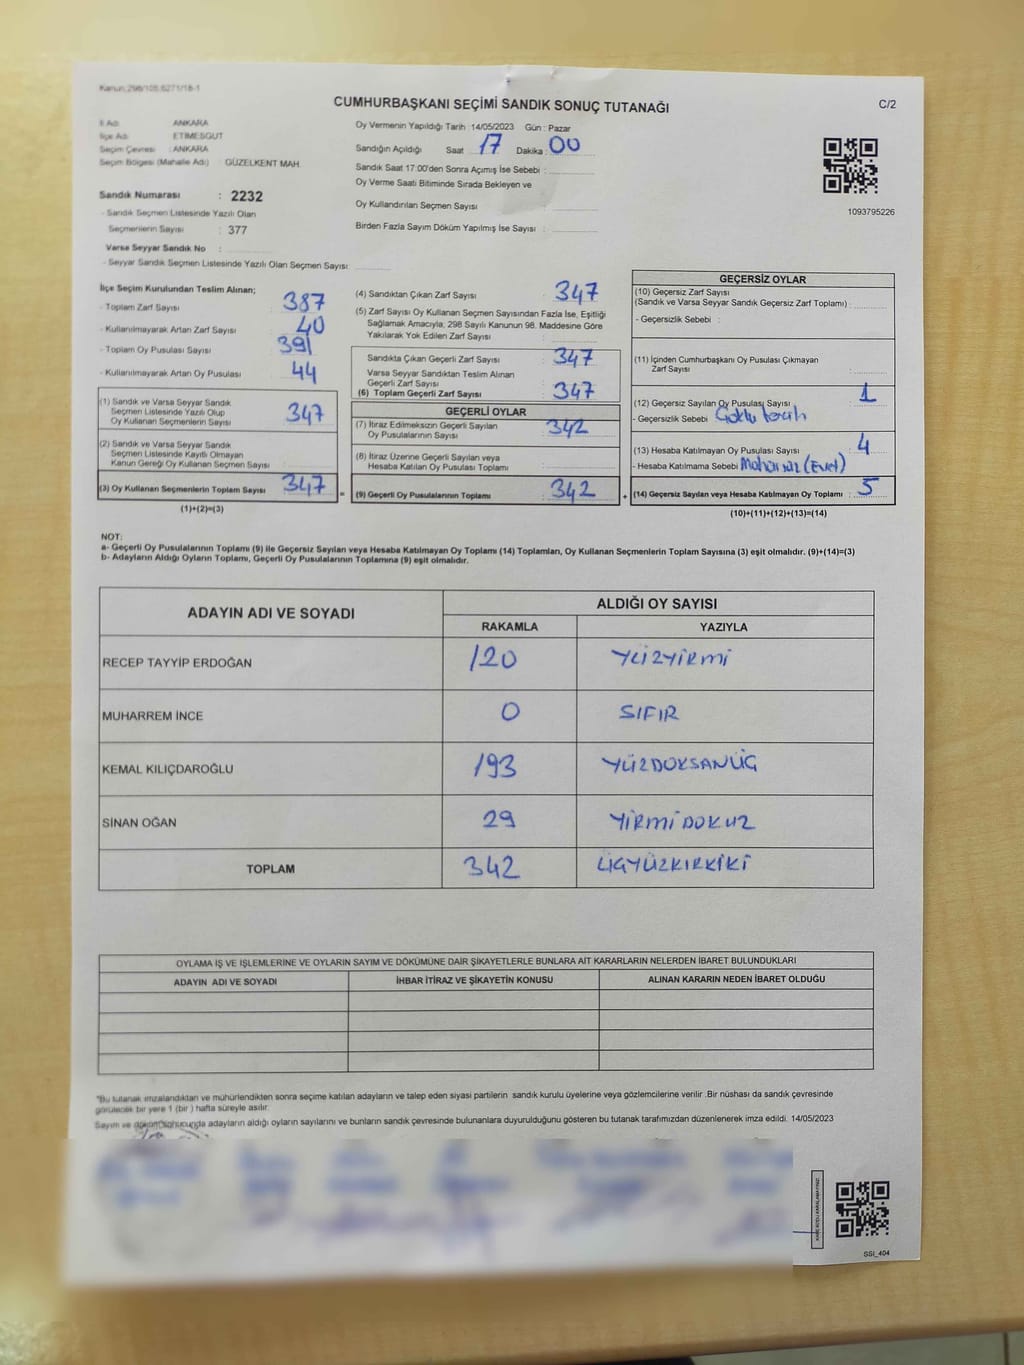 Kanun:298/105.6271/18-1
CUMHURBAŞKANI SEÇİMİ SANDIK SONUÇ TUTANAĞI
C/2
İl Adı : ANKARA
İlçe Adı : ETİMESGUT
Seçim Çevresi : ANKARA
Seçim Bölgesi (Mahalle Adı) : GÜZELKENT MAH.
Sandık Numarası : 2232
- Sandık Seçmen Listesinde Yazılı Olan
Seçmenlerin Sayısı : 377
Varsa Seyyar Sandık No :
- Seyyar Sandık Seçmen Listesinde Yazılı Olan Seçmen Sayısı:
Oy Vermenin Yapıldığı Tarih : 14/05/2023 Gün : Pazar
Sandığın Açıldığı Saat : 17 Dakika : 00
Sandık Saat 17:00'den Sonra Açımış İse Sebebi :
Oy Verme Saati Bitiminde Sırada Bekleyen ve
Oy Kullandırılan Seçmen Sayısı :
Birden Fazla Sayım Döküm Yapılmış İse Sayısı :
1093795226
İlçe Seçim Kurulundan Teslim Alınan;
- Toplam Zarf Sayısı : 387
- Kullanılmayarak Artan Zarf Sayısı : 40
- Toplam Oy Pusulası Sayısı : 391
- Kullanılmayarak Artan Oy Pusulası : 44
(1) Sandık ve Varsa Seyyar Sandık
Seçmen Listesinde Yazılı Olup
Oy Kullanan Seçmenlerin Sayısı : 347
(2) Sandık ve Varsa Seyyar Sandık
Seçmen Listesinde Kayıtlı Olmayan
Kanun Gereği Oy Kullanan Seçmen Sayısı :
(3) Oy Kullanan Seçmenlerin Toplam Sayısı : 347
(1)+(2)=(3)
(4) Sandıktan Çıkan Zarf Sayısı : 347
(5) Zarf Sayısı Oy Kullanan Seçmen Sayısından Fazla İse, Eşitliği
Sağlamak Amacıyla, 298 Sayılı Kanunun 98. Maddesine Göre
Yakılarak Yok Edilen Zarf Sayısı :
Sandıkta Çıkan Geçerli Zarf Sayısı : 347
Varsa Seyyar Sandıktan Teslim Alınan
Geçerli Zarf Sayısı :
(6) Toplam Geçerli Zarf Sayısı : 347
GEÇERLİ OYLAR
(7) İtiraz Edilmeksizin Geçerli Sayılan
Oy Pusulalarının Sayısı : 342
(8) İtiraz Üzerine Geçerli Sayılan veya
Hesaba Katılan Oy Pusulası Toplamı :
= (9) Geçerli Oy Pusulalarının Toplamı : 342 +
GEÇERSİZ OYLAR
(10) Geçersiz Zarf Sayısı
(Sandık ve Varsa Seyyar Sandık Geçersiz Zarf Toplamı) :
- Geçersizlik Sebebi :
(11) İçinden Cumhurbaşkanı Oy Pusulası Çıkmayan
Zarf Sayısı :
(12) Geçersiz Sayılan Oy Pusulası Sayısı : 1
- Geçersizlik Sebebi : Çoklu tercih
(13) Hesaba Katılmayan Oy Pusulası Sayısı : 4
- Hesaba Katılmama Sebebi : Mühürsüz (Evet)
(14) Geçersiz Sayılan veya Hesaba Katılmayan Oy Toplamı : 5
(10)+(11)+(12)+(13)=(14)
NOT:
a- Geçerli Oy Pusulalarının Toplamı (9) ile Geçersiz Sayılan veya Hesaba Katılmayan Oy Toplamı (14) Toplamları, Oy Kullanan Seçmenlerin Toplam Sayısına (3) eşit olmalıdır. (9)+(14)=(3)
b- Adayların Aldığı Oyların Toplamı, Geçerli Oy Pusulalarının Toplamına (9) eşit olmalıdır.
ADAYIN ADI VE SOYADI
ALDIĞI OY SAYISI
RAKAMLA YAZIYLA
RECEP TAYYİP ERDOĞAN 120 YÜZYİRMİ
MUHARREM İNCE 0 SIFIR
KEMAL KILIÇDAROĞLU 193 YÜZDOKSANÜÇ
SİNAN OĞAN 29 YİRMİDOKUZ
TOPLAM 342 ÜÇYÜZKIRKİKİ
OYLAMA İŞ VE İŞLEMLERİNE VE OYLARIN SAYIM VE DÖKÜMÜNE DAİR ŞİKAYETLERLE BUNLARA AİT KARARLARIN NELERDEN İBARET BULUNDUKLARI
ADAYIN ADI VE SOYADI İHBAR İTİRAZ VE ŞİKAYETİN KONUSU ALINAN KARARIN NEDEN İBARET OLDUĞU
"Bu tutanak imzalandıktan ve mühürlendikten sonra seçime katılan adayların ve talep eden siyasi partilerin sandık kurulu üyelerine veya gözlemcilerine verilir .Bir nüshası da sandık çevresinde
görülecek bir yere 1 (bir ) hafta süreyle asılır.
Sayım ve döküm sonucunda adayların aldığı oyların sayılarını ve bunların sandık çevresinde bulunanlara duyurulduğunu gösteren bu tutanak tarafımızdan düzenlenerek imza edildi. 14/05/2023
SSI_404